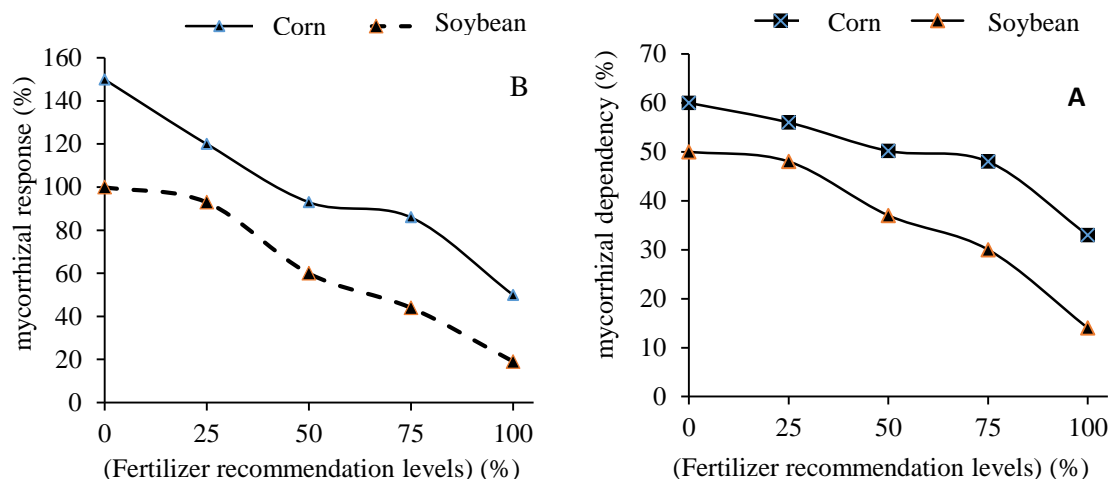 Corn Soybean
B
mycorrhizal response (%)
160
140
120
100
80
60
40
20
0
0 25 50 75 100
(Fertilizer recommendation levels) (%)
Corn Soybean
A
mycorrhizal dependency (%)
70
60
50
40
30
20
10
0
0 25 50 75 100
(Fertilizer recommendation levels) (%)